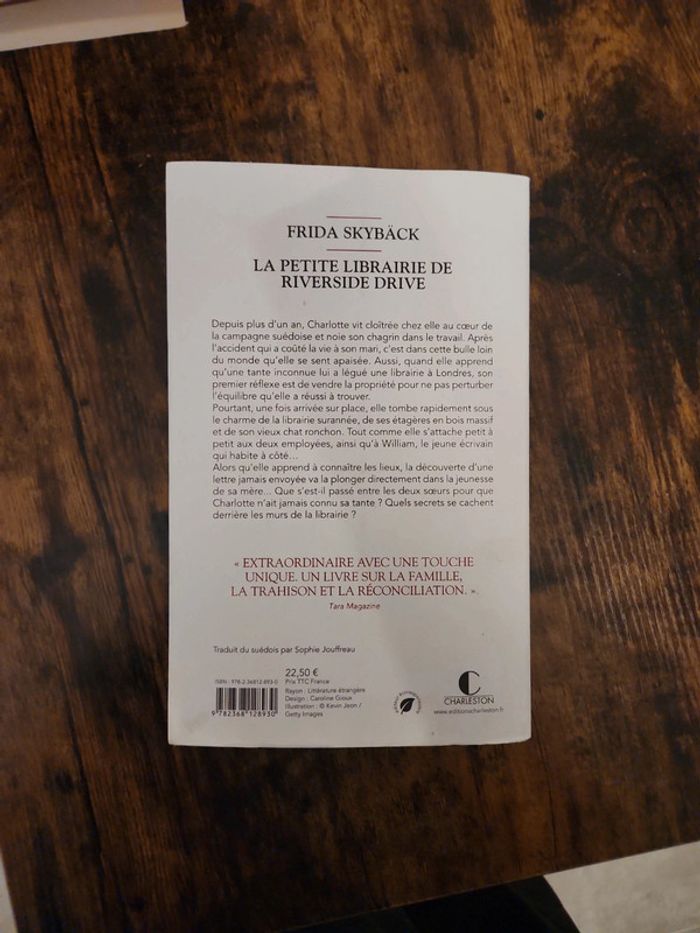 FRIDA SKYBÄCK
LA PETITE LIBRAIRIE DE
RIVERSIDE DRIVE
Depuis plus d'un an, Charlotte vit cloîtrée chez elle au cœur de
la campagne suédoise et noie son chagrin dans le travail. Après
l'accident qui a coûté la vie à son mari, c'est dans cette bulle loin
du monde qu'elle se sent apaisée. Aussi, quand elle apprend
qu'une tante inconnue lui a légué une librairie à Londres, son
premier réflexe est de vendre la propriété pour ne pas perturber
l'équilibre qu'elle a réussi à trouver.
Pourtant, une fois arrivée sur place, elle tombe rapidement sous
le charme de la librairie surannée, de ses étagères en bois massif
et de son vieux chat ronchon. Tout comme elle s'attache petit à
petit aux deux employées, ainsi qu'à William, le jeune écrivain
qui habite à côté...
Alors qu'elle apprend à connaître les lieux, la découverte d'une
lettre jamais envoyée va la plonger directement dans la jeunesse
de sa mère... Que s'est-il passé entre les deux sœurs pour que
Charlotte n'ait jamais connu sa tante ? Quels secrets se cachent
derrière les murs de la librairie ?
« EXTRAORDINAIRE AVEC UNE TOUCHE
UNIQUE. UN LIVRE SUR LA FAMILLE,
LA TRAHISON ET LA RÉCONCILIATION. ».
Tara Magazine
Traduit du suédois par Sophie Jouffreau
ISBN : 978-2-36812-893-0
22,50 €
Prix TTC France
Rayon : Littérature étrangère
Design : Caroline Gioux
Illustration : © Kevin Jeon /
Getty Images
9 782368 128930
CHARLESTON
www.editionscharleston.fr